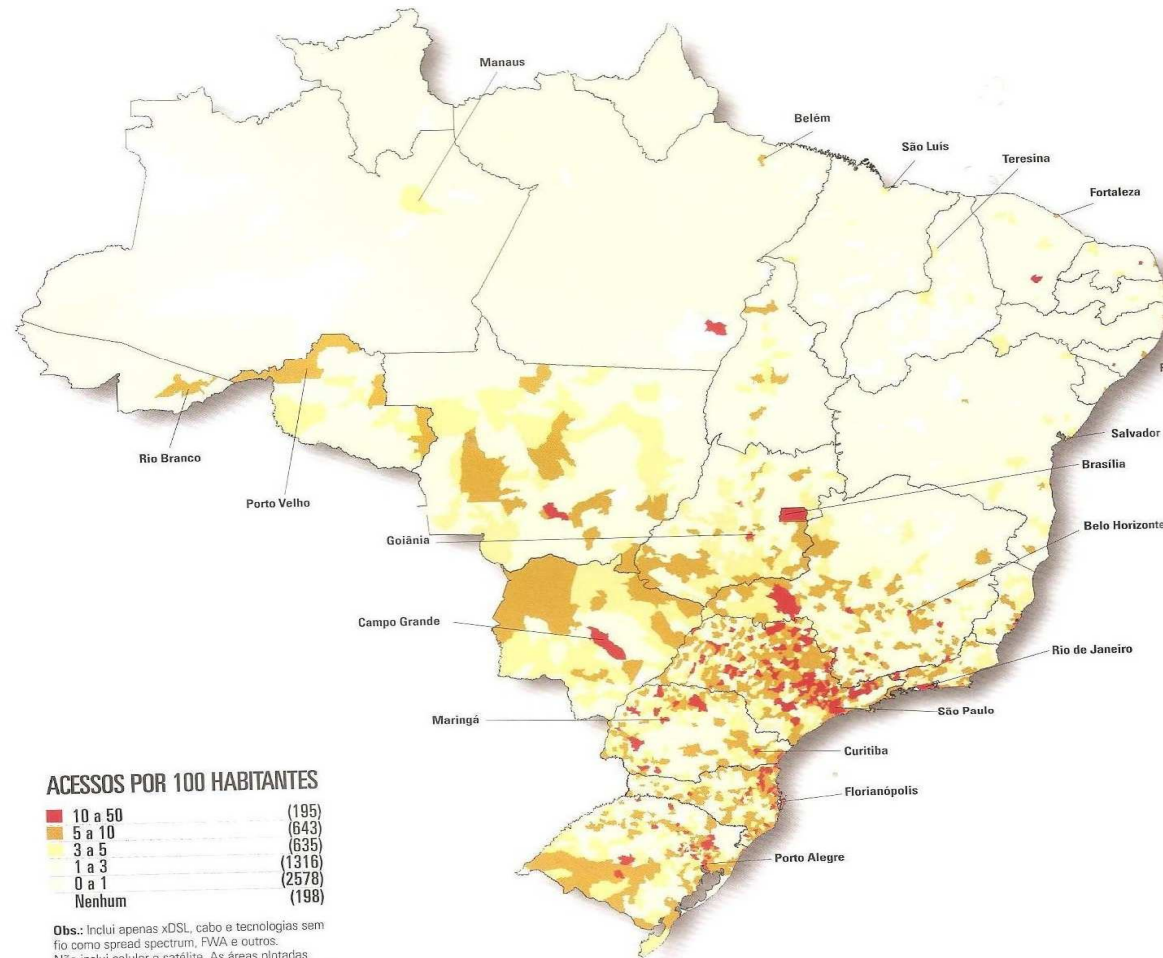 Manaus
Belém
São Luís
Teresina
Fortaleza
Rio Branco
Porto Velho
Salvador
Brasília
Belo Horizonte
Goiânia
Campo Grande
Rio de Janeiro
São Paulo
Maringá
Curitiba
Florianópolis
Porto Alegre
ACESSOS POR 100 HABITANTES
10 a 50 (195)
5 a 10 (643)
3 a 5 (635)
1 a 3 (1316)
0 a 1 (2578)
Nenhum (198)
Obs.: Inclui apenas xDSL, cabo e tecnologias sem
fio como spread spectrum, FWA e outros.
Não inclui celular e satélite. As áreas plotadas